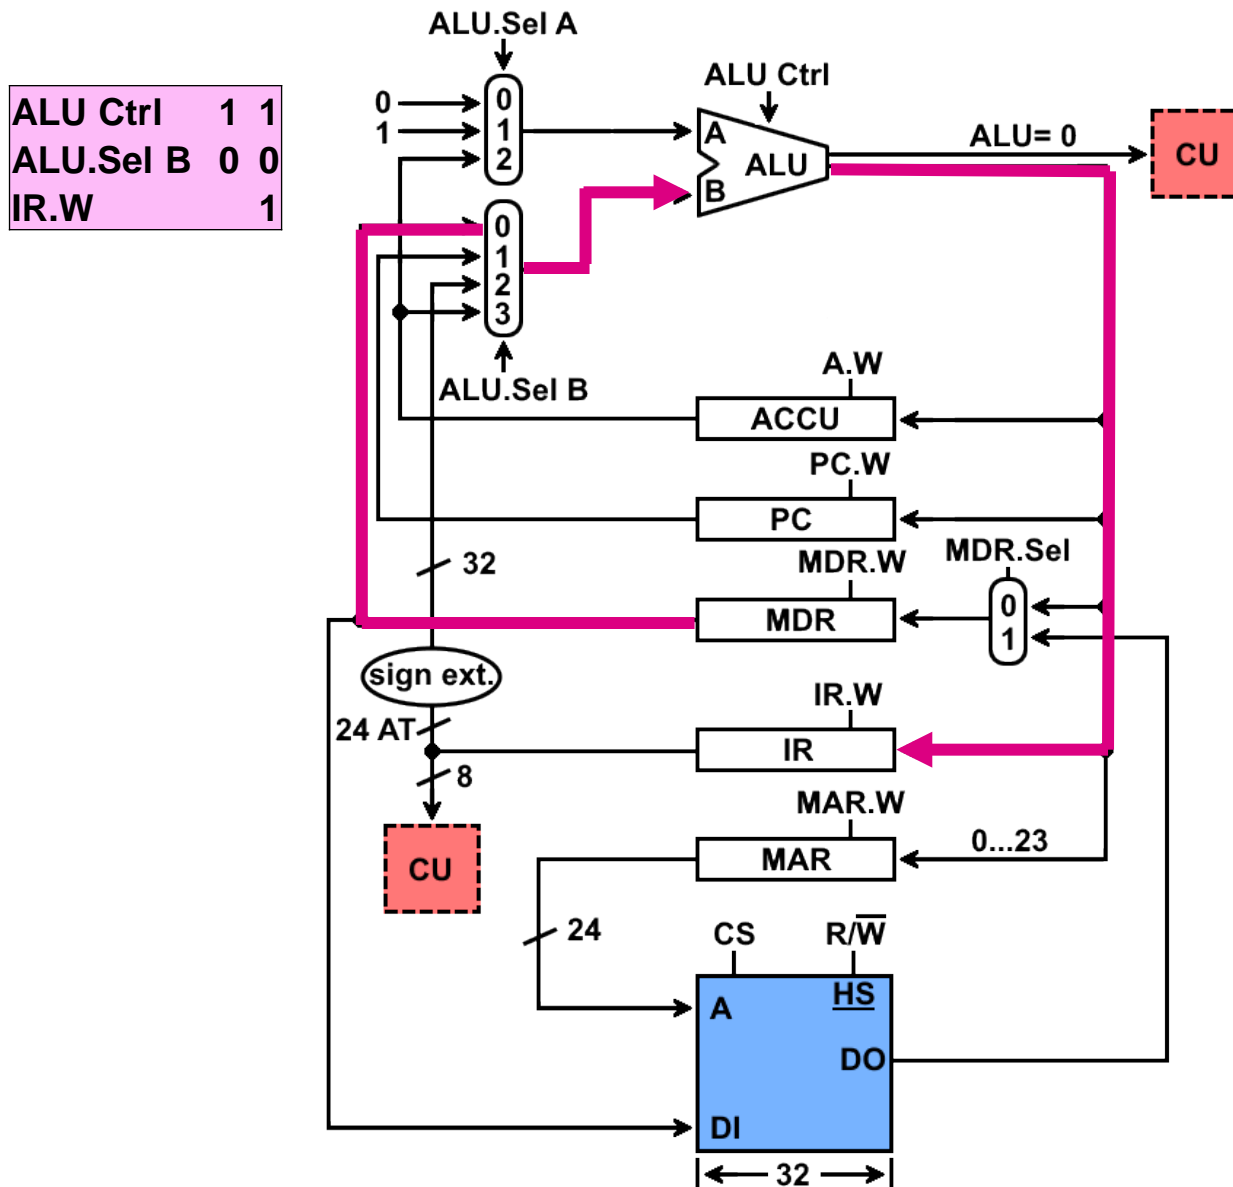 ALU.Sel A
ALU Ctrl 1 1
ALU.Sel B 0 0
IR.W 1
ALU Ctrl
0 0
1 1
2
A
ALU
B
ALU= 0
CU
0
1
2
3
ALU.Sel B
A.W
ACCU
PC.W
PC
32
MDR.W
MDR.Sel
MDR
0
1
sign ext.
24 AT
IR.W
IR
8
MAR.W
MAR
0...23
CU
24
CS
R/W̅
A
HS
DO
DI
32